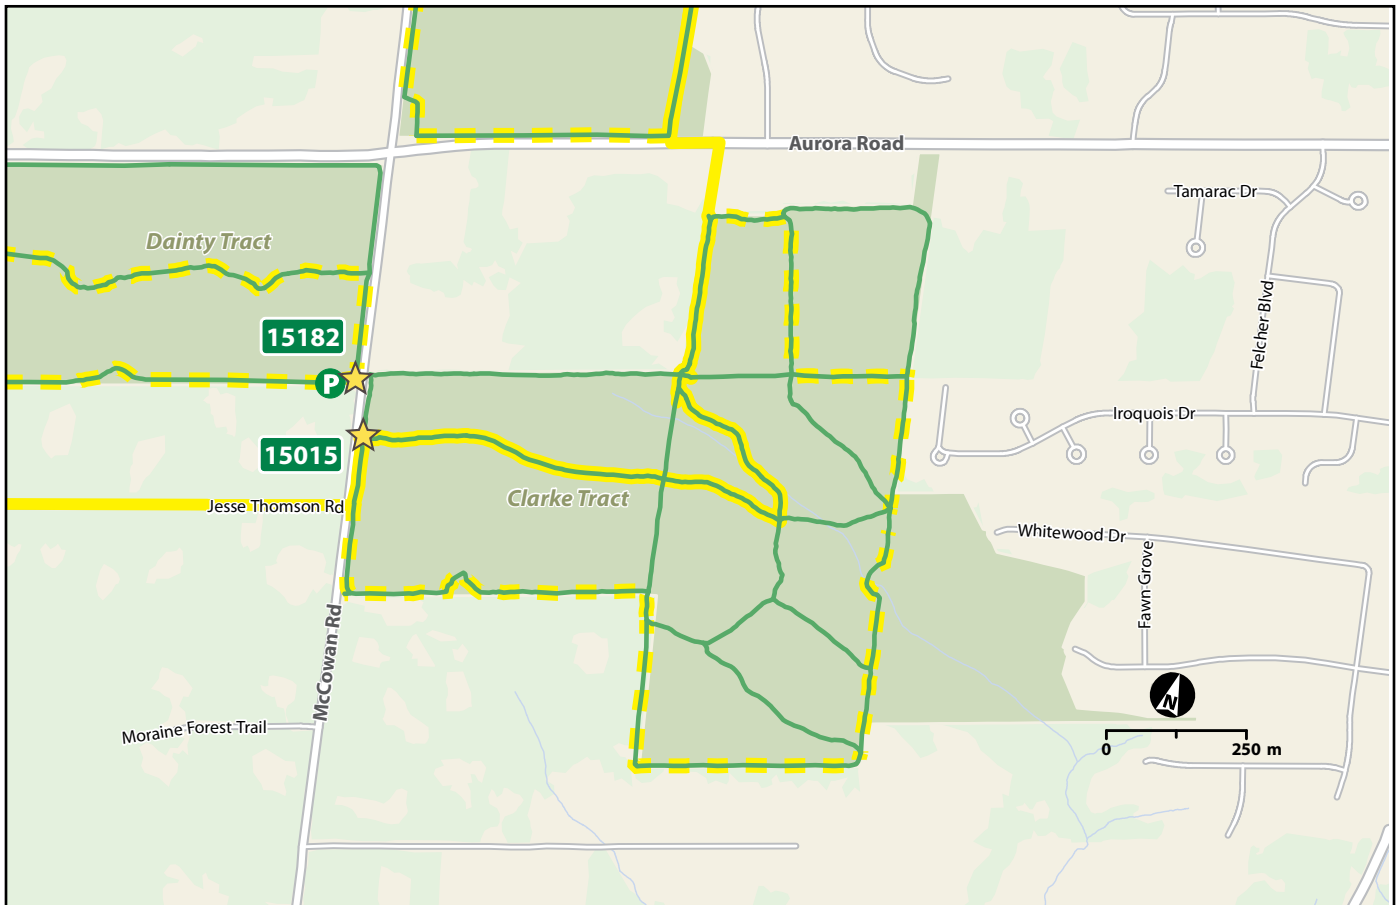 Aurora Road
Tamarac Dr
Dainty Tract
Felcher Blvd
15182
P
Iroquois Dr
15015
Clarke Tract
Jesse Thomson Rd
Whitewood Dr
Fawn Grove
McCowan Rd
N
Moraine Forest Trail
0 250 m